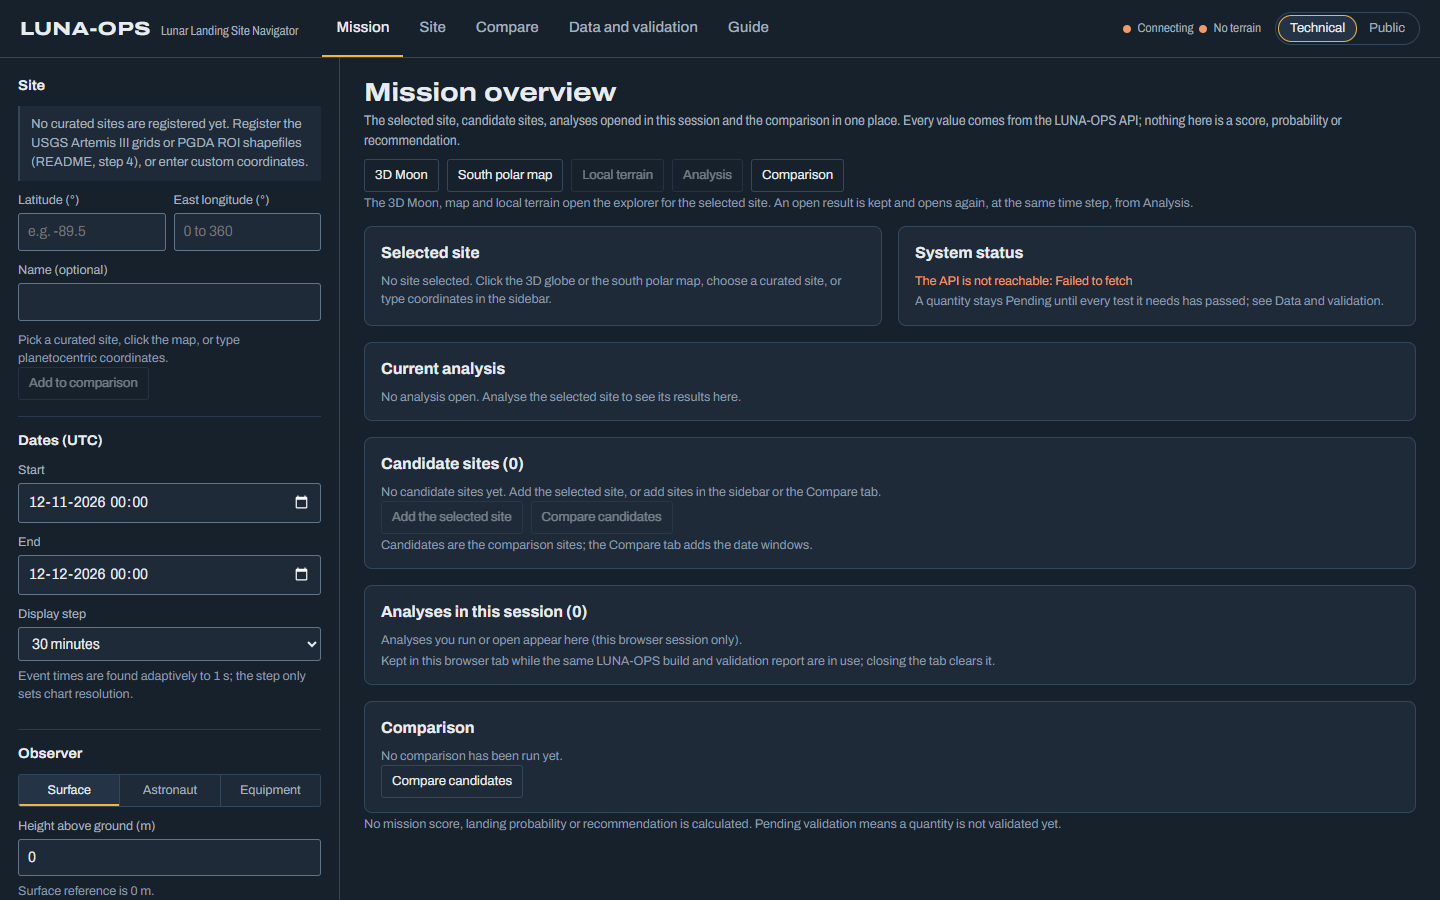 LUNA-OPS Lunar Landing Site Navigator
Mission
Site
Compare
Data and validation
Guide
Connecting
No terrain
Technical
Public
Site
No curated sites are registered yet. Register the
USGS Artemis III grids or PGDA ROI shapefiles
(README, step 4), or enter custom coordinates.
Latitude (°)
East longitude (°)
e.g. -89.5
0 to 360
Name (optional)
Pick a curated site, click the map, or type
planetocentric coordinates.
Add to comparison
Dates (UTC)
Start
12-11-2026 00:00
End
12-12-2026 00:00
Display step
30 minutes
Event times are found adaptively to 1 s; the step only
sets chart resolution.
Observer
Surface
Astronaut
Equipment
Height above ground (m)
0
Surface reference is 0 m.
Mission overview
The selected site, candidate sites, analyses opened in this session and the comparison in one place. Every value comes from the LUNA-OPS API; nothing here is a score, probability or
recommendation.
3D Moon
South polar map
Local terrain
Analysis
Comparison
The 3D Moon, map and local terrain open the explorer for the selected site. An open result is kept and opens again, at the same time step, from Analysis.
Selected site
No site selected. Click the 3D globe or the south polar map, choose a curated site, or
type coordinates in the sidebar.
System status
The API is not reachable: Failed to fetch
A quantity stays Pending until every test it needs has passed; see Data and validation.
Current analysis
No analysis open. Analyse the selected site to see its results here.
Candidate sites (0)
No candidate sites yet. Add the selected site, or add sites in the sidebar or the Compare tab.
Add the selected site
Compare candidates
Candidates are the comparison sites; the Compare tab adds the date windows.
Analyses in this session (0)
Analyses you run or open appear here (this browser session only).
Kept in this browser tab while the same LUNA-OPS build and validation report are in use; closing the tab clears it.
Comparison
No comparison has been run yet.
Compare candidates
No mission score, landing probability or recommendation is calculated. Pending validation means a quantity is not validated yet.